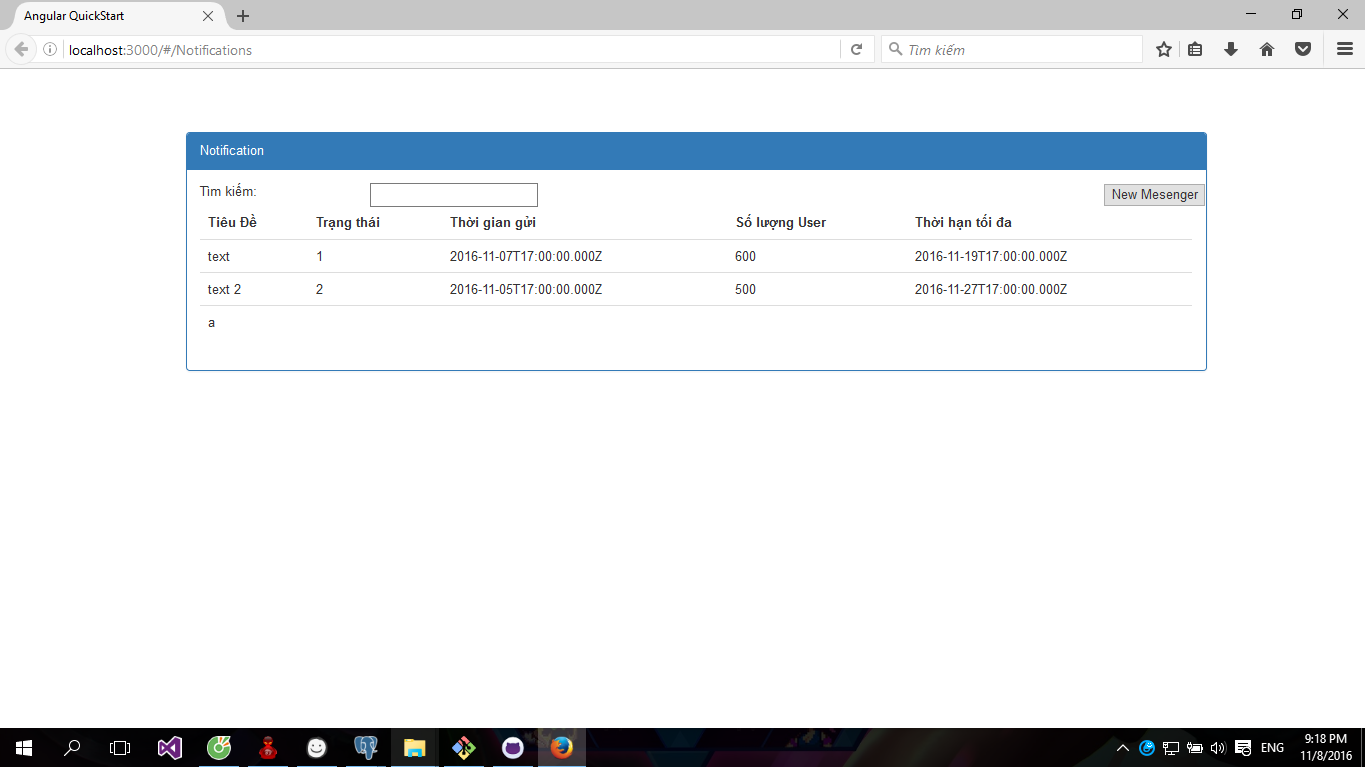 Angular QuickStart
localhost:3000/#/Notifications
Tìm kiếm
Notification
Tìm kiếm:
New Mesenger
Tiêu Đề Trạng thái Thời gian gửi Số lượng User Thời hạn tối đa
text 1 2016-11-07T17:00:00.000Z 600 2016-11-19T17:00:00.000Z
text 2 2 2016-11-05T17:00:00.000Z 500 2016-11-27T17:00:00.000Z
a
ENG
9:18 PM
11/8/2016